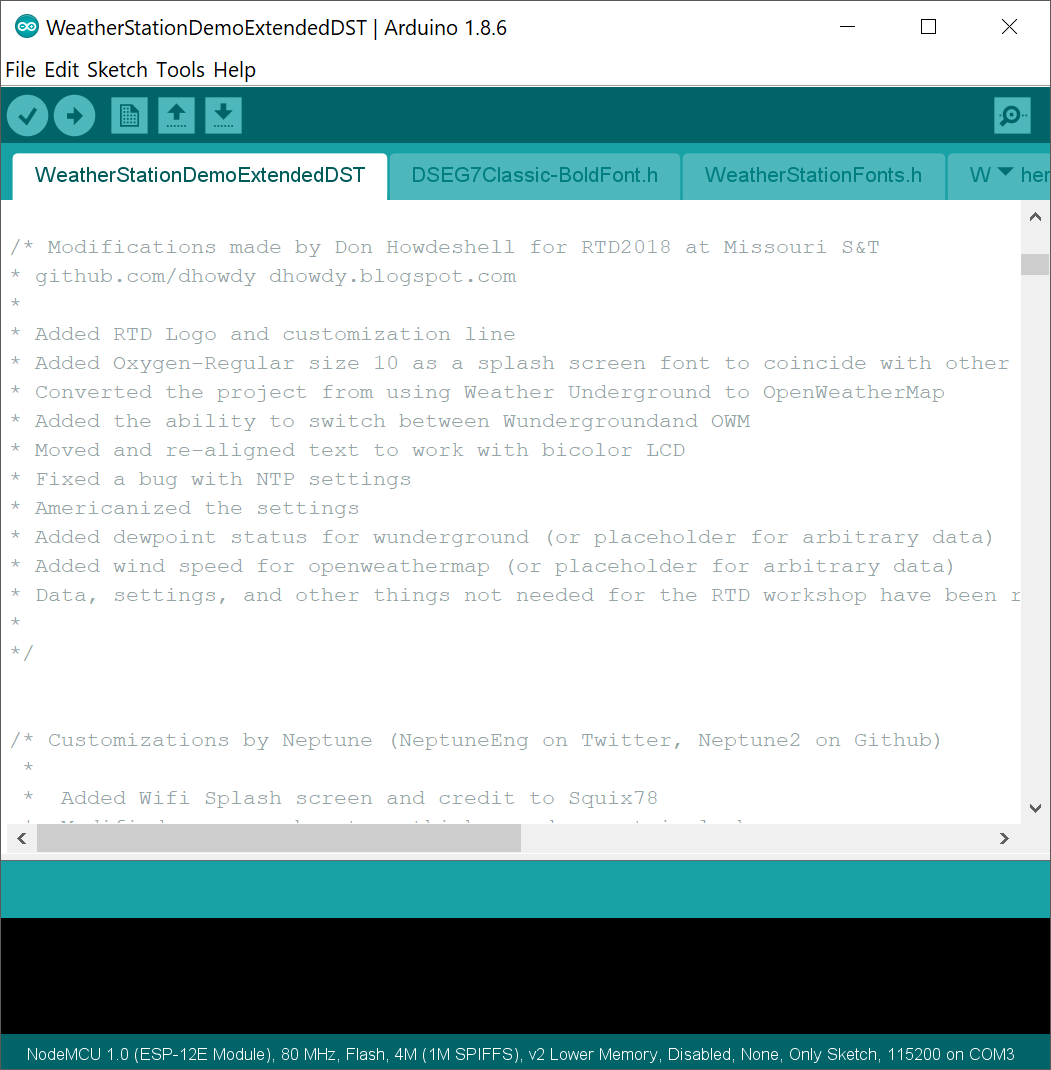 WeatherStationDemoExtendedDST | Arduino 1.8.6
File Edit Sketch Tools Help
WeatherStationDemoExtendedDST DSEG7Classic-BoldFont.h WeatherStationFonts.h W her
/* Modifications made by Don Howdeshell for RTD2018 at Missouri S&T
* github.com/dhowdy dhowdy.blogspot.com
*
* Added RTD Logo and customization line
* Added Oxygen-Regular size 10 as a splash screen font to coincide with other
* Converted the project from using Weather Underground to OpenWeatherMap
* Added the ability to switch between Wundergroundand OWM
* Moved and re-aligned text to work with bicolor LCD
* Fixed a bug with NTP settings
* Americanized the settings
* Added dewpoint status for wunderground (or placeholder for arbitrary data)
* Added wind speed for openweathermap (or placeholder for arbitrary data)
* Data, settings, and other things not needed for the RTD workshop have been r
*
*/
/* Customizations by Neptune (NeptuneEng on Twitter, Neptune2 on Github)
*
* Added Wifi Splash screen and credit to Squix78
NodeMCU 1.0 (ESP-12E Module), 80 MHz, Flash, 4M (1M SPIFFS), v2 Lower Memory, Disabled, None, Only Sketch, 115200 on COM3